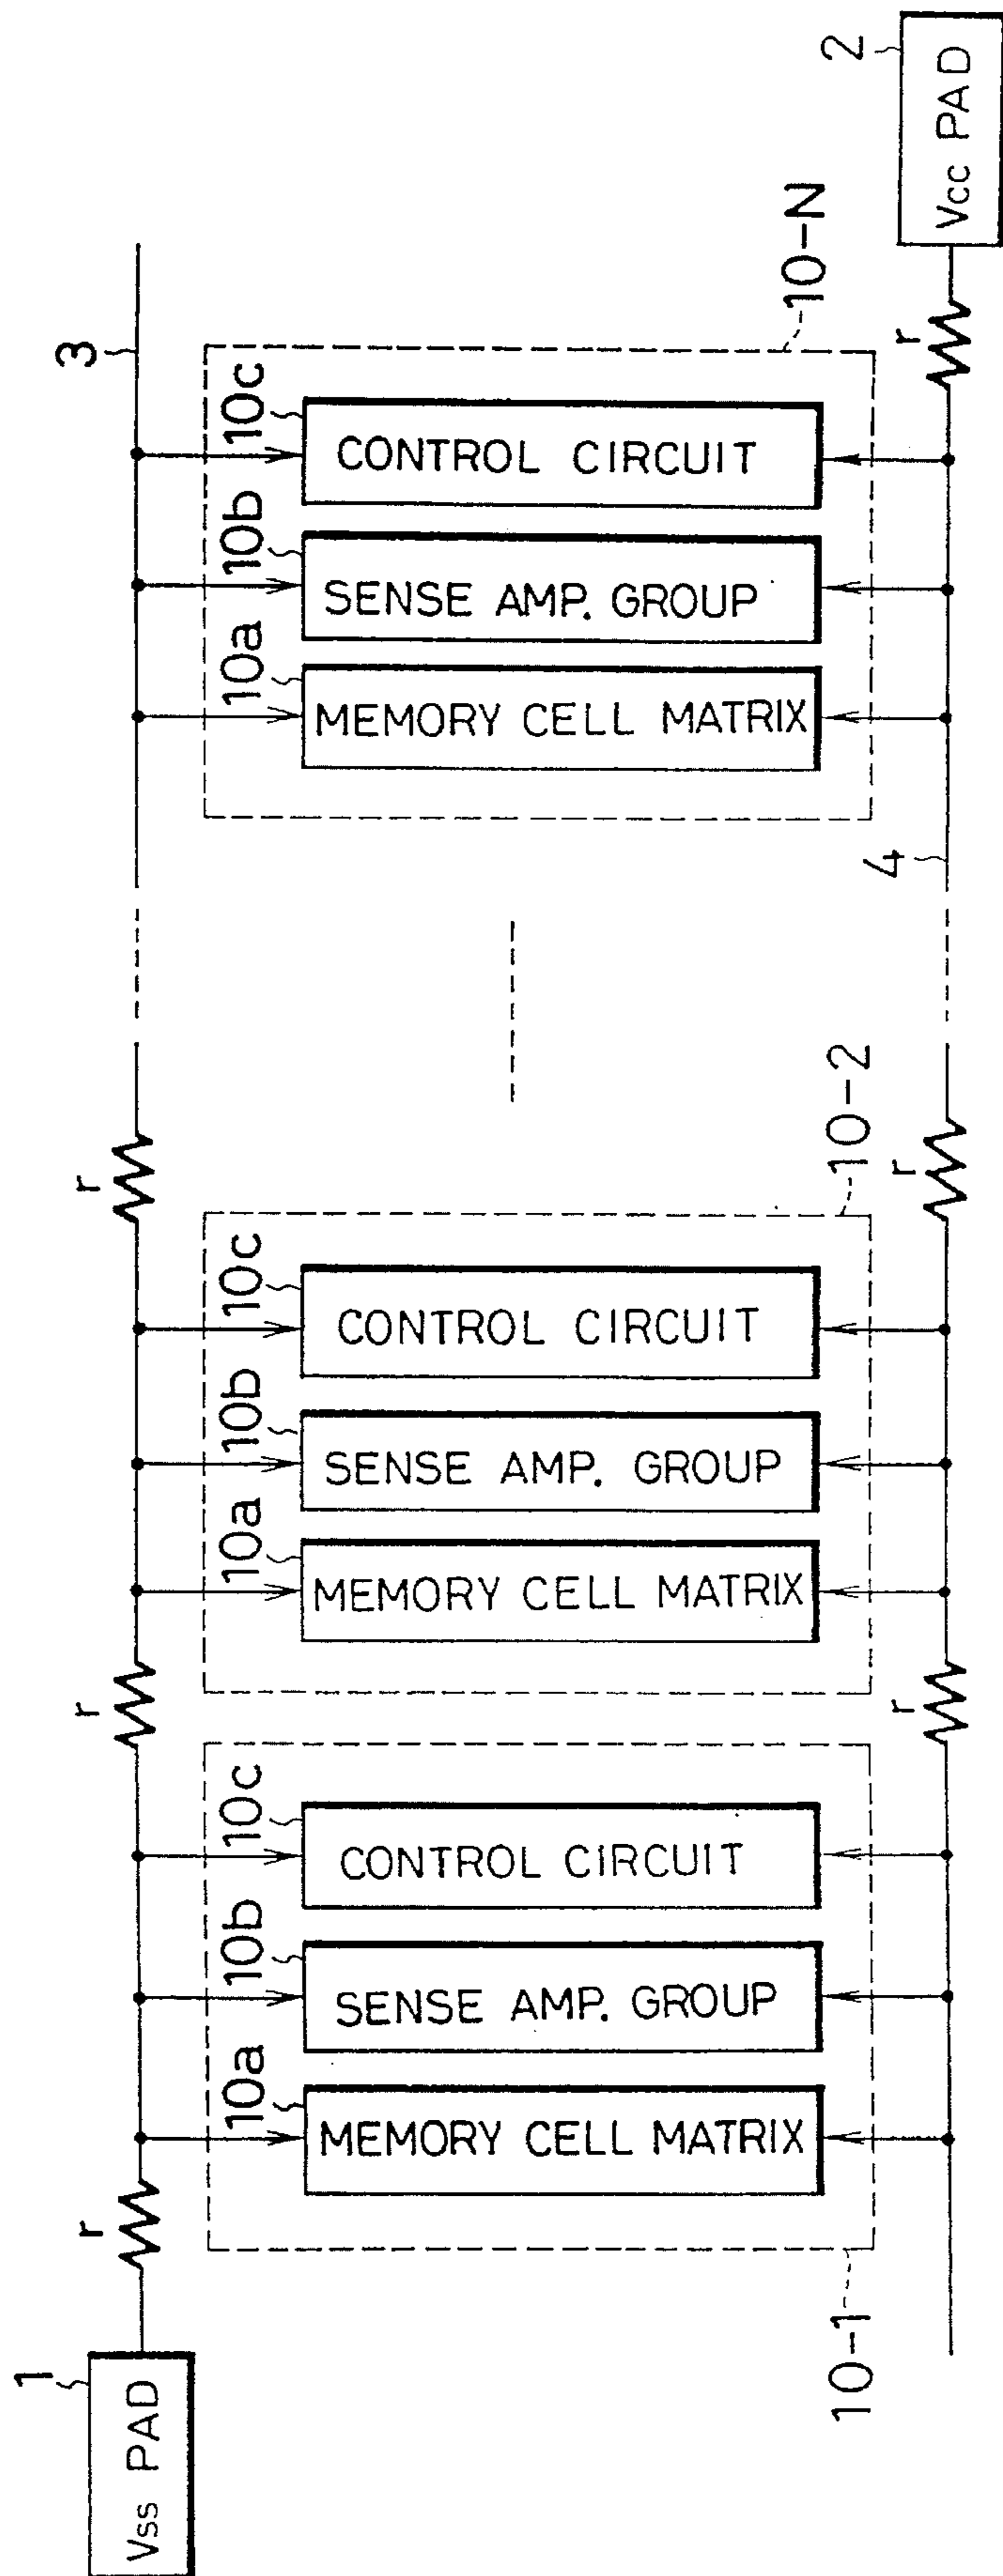 1
Vss PAD
r
r
r
3
10-1
10a
MEMORY CELL MATRIX
10b
SENSE AMP. GROUP
10c
CONTROL CIRCUIT
10-2
10a
MEMORY CELL MATRIX
10b
SENSE AMP. GROUP
10c
CONTROL CIRCUIT
10-N
10a
MEMORY CELL MATRIX
10b
SENSE AMP. GROUP
10c
CONTROL CIRCUIT
r
r
4
r
2
Vcc PAD